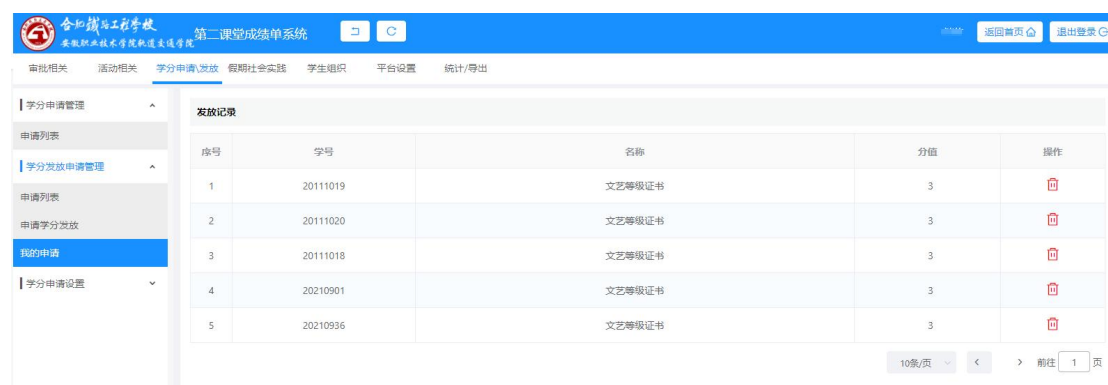 合肥铁路工程学校
安徽职业技术学院轨道交通学院
第二课堂成绩单系统
返回首页
退出登录
审批相关 活动相关 学分申请\发放 假期社会实践 学生组织 平台设置 统计/导出
学分申请管理
申请列表
学分发放申请管理
申请列表
申请学分发放
我的申请
学分申请设置
发放记录
序号 学号 名称 分值 操作
1 20111019 文艺等级证书 3
2 20111020 文艺等级证书 3
3 20111018 文艺等级证书 3
4 20210901 文艺等级证书 3
5 20210936 文艺等级证书 3
10条/页 前往 1 页